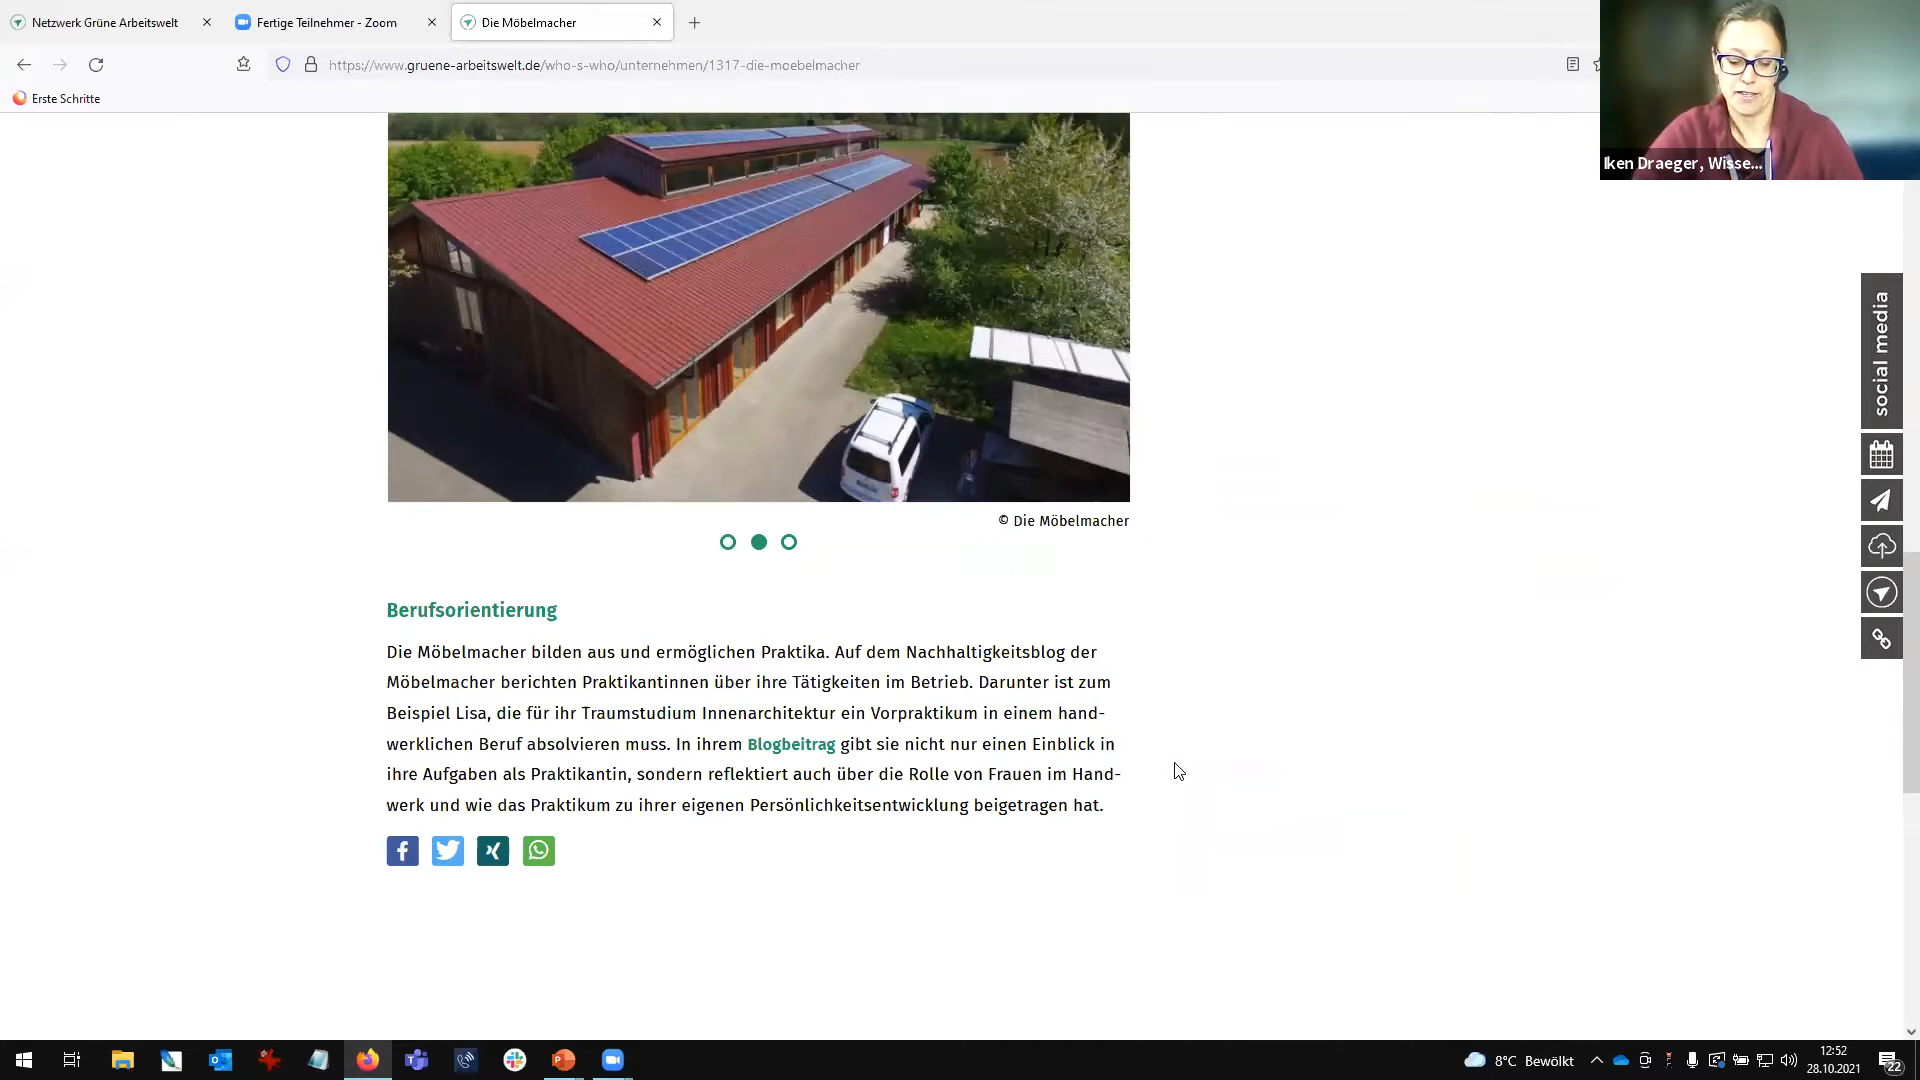 Netzwerk Grüne Arbeitswelt
Fertige Teilnehmer - Zoom
Die Möbelmacher
https://www.gruene-arbeitswelt.de/who-s-who/unternehmen/1317-die-moebelmacher
Erste Schritte
Iken Draeger, Wisse...
social media
© Die Möbelmacher
Berufsorientierung
Die Möbelmacher bilden aus und ermöglichen Praktika. Auf dem Nachhaltigkeitsblog der
Möbelmacher berichten Praktikantinnen über ihre Tätigkeiten im Betrieb. Darunter ist zum
Beispiel Lisa, die für ihr Traumstudium Innenarchitektur ein Vorpraktikum in einem hand-
werklichen Beruf absolvieren muss. In ihrem Blogbeitrag gibt sie nicht nur einen Einblick in
ihre Aufgaben als Praktikantin, sondern reflektiert auch über die Rolle von Frauen im Hand-
werk und wie das Praktikum zu ihrer eigenen Persönlichkeitsentwicklung beigetragen hat.
8°C Bewölkt
12:52
28.10.2021
22